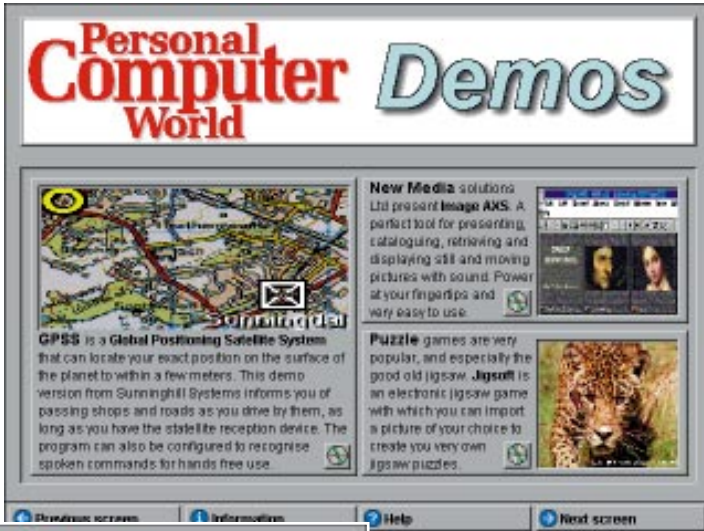 Personal
Computer
World
Demos
Sunningdal
GPSS is a Global Positioning Satellite System
that can locate your exact position on the surface of
the planet to within a few meters. This demo
version from Sunninghill Systems informs you of
passing shops and roads as you drive by them, as
long as you have the statellite reception device. The
program can also be configured to recognise
spoken commands for hands free use.
New Media solutions
Ltd present Image AXS. A
perfect tool for presenting,
cataloguing, retrieving and
displaying still and moving
pictures with sound. Power
at your fingertips and
very easy to use.
Puzzle games are very
popular, and especially the
good old jigsaw. Jigsoft is
an electronic jigsaw game
with which you can import
a picture of your choice to
create you very own
jigsaw puzzles.
Previous screen
Information
Help
Next screen